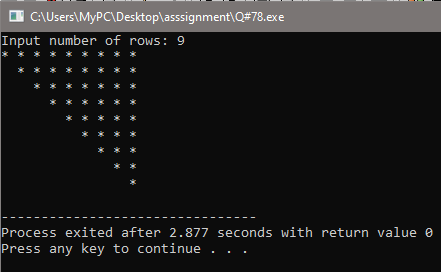 C:\Users\MyPC\Desktop\asssignment\Q#78.exe
Input number of rows: 9
* * * * * * * * *
  * * * * * * * *
    * * * * * * *
      * * * * * *
        * * * * *
          * * * *
            * * *
              * *
                *
--------------------------------
Process exited after 2.877 seconds with return value 0
Press any key to continue . . .